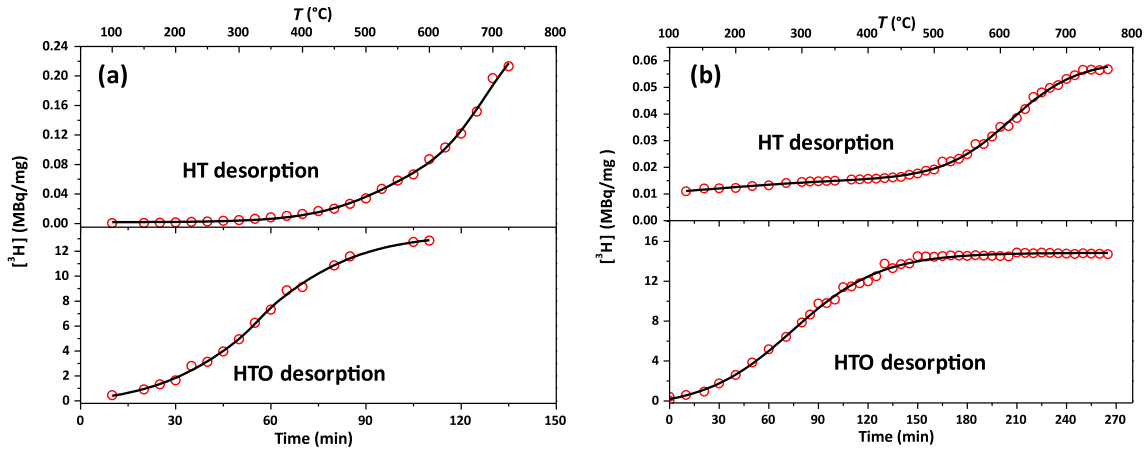 T (°C)
100 200 300 400 500 600 700 800
(a)
0.24
0.20
0.16
0.12
0.08
0.04
0.00
HT desorption
[³H] (MBq/mg)
12
10
8
6
4
2
0
HTO desorption
0 30 60 90 120 150
Time (min)
T (°C)
100 200 300 400 500 600 700 800
(b)
0.06
0.05
0.04
0.03
0.02
0.01
0.00
HT desorption
[³H] (MBq/mg )
16
12
8
4
0
HTO desorption
0 30 60 90 120 150 180 210 240 270
Time (min)